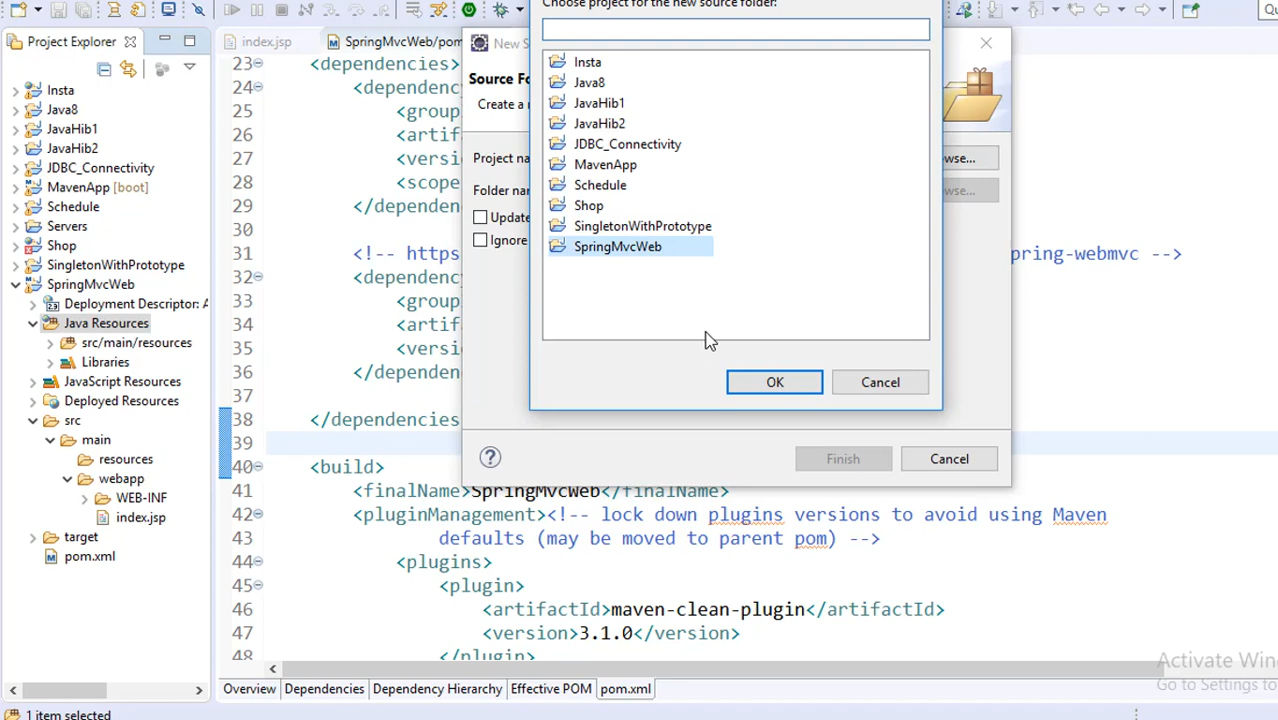 Choose project for the new source folder:
Project Explorer
index.jsp
SpringMvcWeb/pom
New S
Insta
Java8
JavaHib1
JavaHib2
JDBC_Connectivity
MavenApp [boot]
Schedule
Servers
Shop
SingletonWithPrototype
SpringMvcWeb
Deployment Descriptor: A
Java Resources
src/main/resources
Libraries
JavaScript Resources
Deployed Resources
src
main
resources
webapp
WEB-INF
index.jsp
target
pom.xml
23 <dependencies>
24 <dependenc
25 <group
26 <artif
27 <versi
28 <scope
29 </dependen
30
31 <!-- https pring-webmvc -->
32 <dependenc
33 <group
34 <artif
35 <versi
36 </dependen
37
38 </dependencies
39
40 <build>
41 <finalName>SpringMvcWeb</finalName>
42 <pluginManagement><!-- lock down plugins versions to avoid using Maven
43 defaults (may be moved to parent pom) -->
44 <plugins>
45 <plugin>
46 <artifactId>maven-clean-plugin</artifactId>
47 <version>3.1.0</version>
48 </plugin>
Source Fo
Create a n
Project na
wse...
Folder nar
wse...
Update
Ignore
Insta
Java8
JavaHib1
JavaHib2
JDBC_Connectivity
MavenApp
Schedule
Shop
SingletonWithPrototype
SpringMvcWeb
OK
Cancel
Finish
Cancel
Overview
Dependencies
Dependency Hierarchy
Effective POM
pom.xml
Activate Win
Go to Settings to
1 item selected